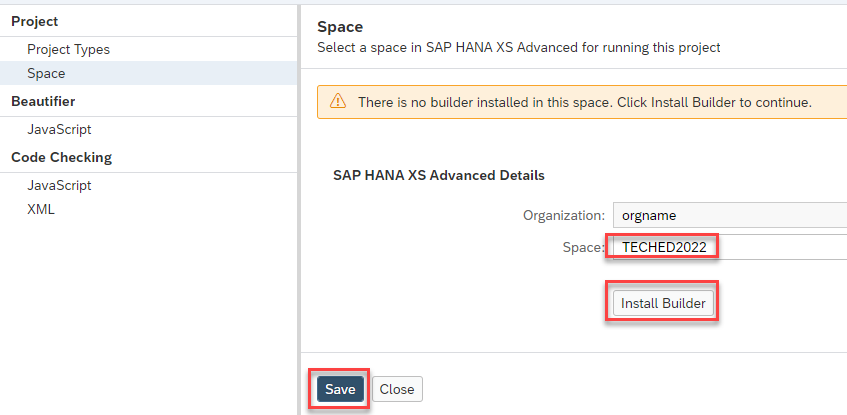 Project
Project Types
Space
Beautifier
JavaScript
Code Checking
JavaScript
XML
Space
Select a space in SAP HANA XS Advanced for running this project
There is no builder installed in this space. Click Install Builder to continue.
SAP HANA XS Advanced Details
Organization: orgname
Space: TECHED2022
Install Builder
Save Close